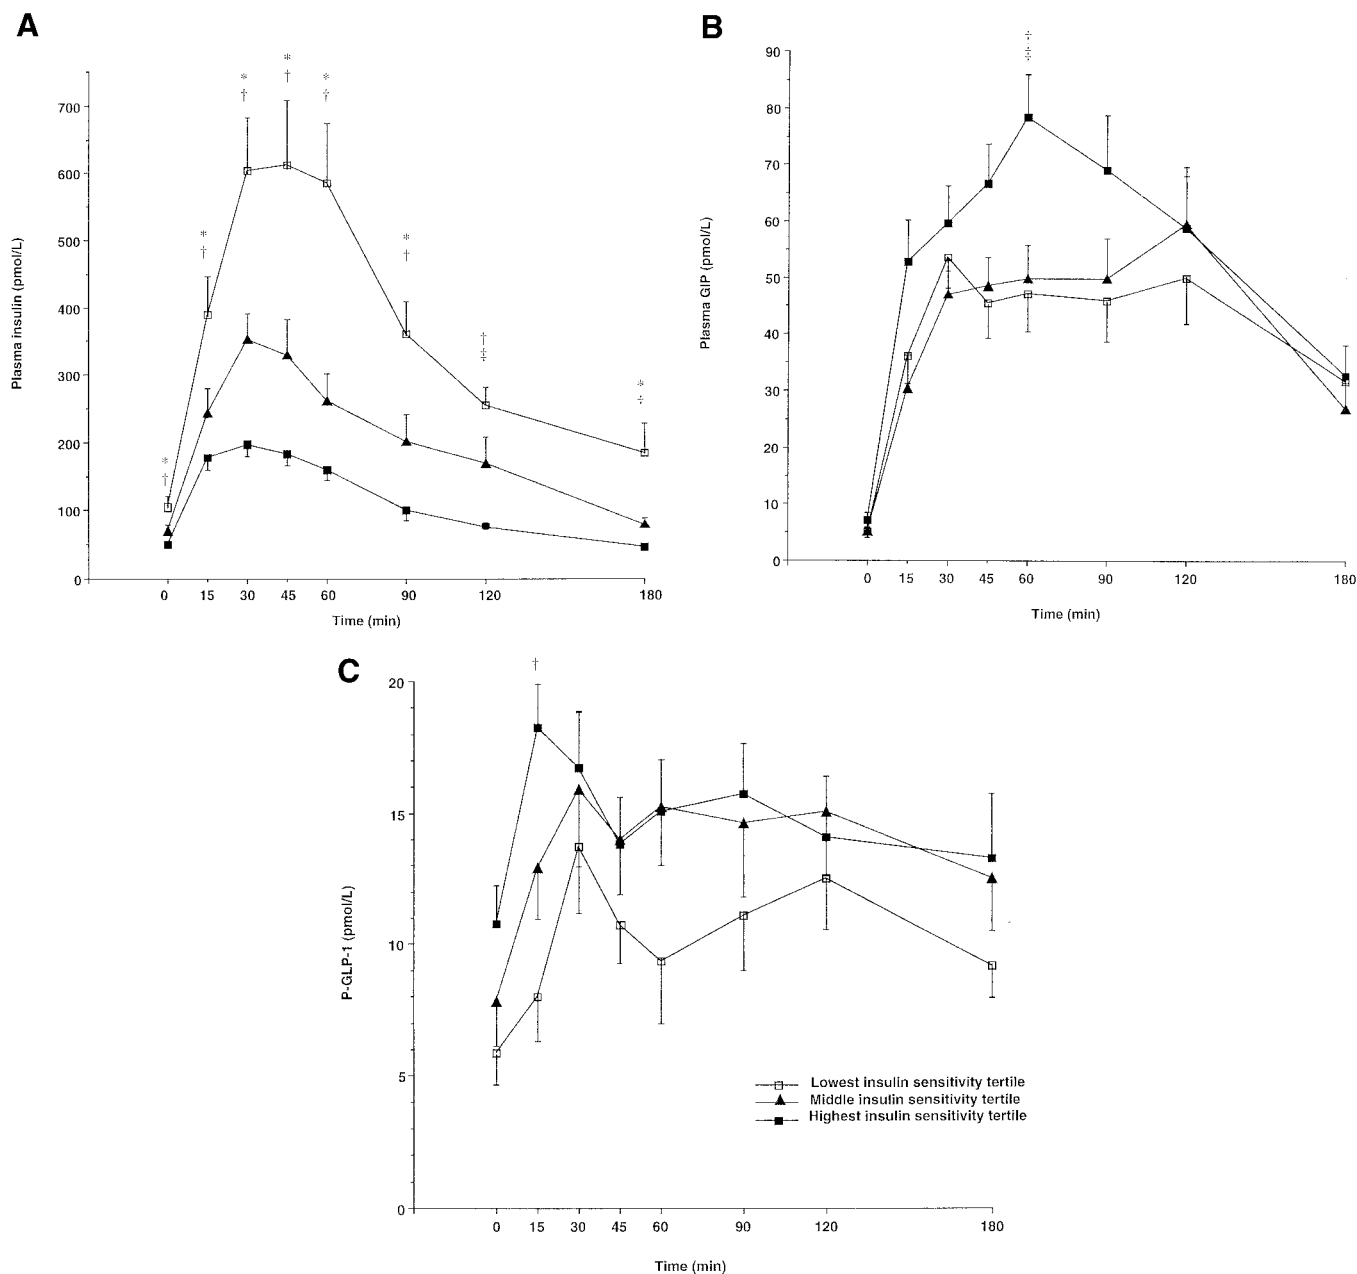 A
Plasma insulin (pmol/L)
700
600
500
400
300
200
100
0
*
†
*
†
*
†
*
†
*
†
*
†
†
‡
*
0 15 30 45 60 90 120 180
Time (min)
B
Plasma GIP (pmol/L)
90
80
70
60
50
40
30
20
10
0
0 15 30 45 60 90 120 180
Time (min)
C
P-GLP-1 (pmol/L)
20
15
10
5
0
†
Lowest insulin sensitivity tertile
Middle insulin sensitivity tertile
Highest insulin sensitivity tertile
0 15 30 45 60 90 120 180
Time (min)